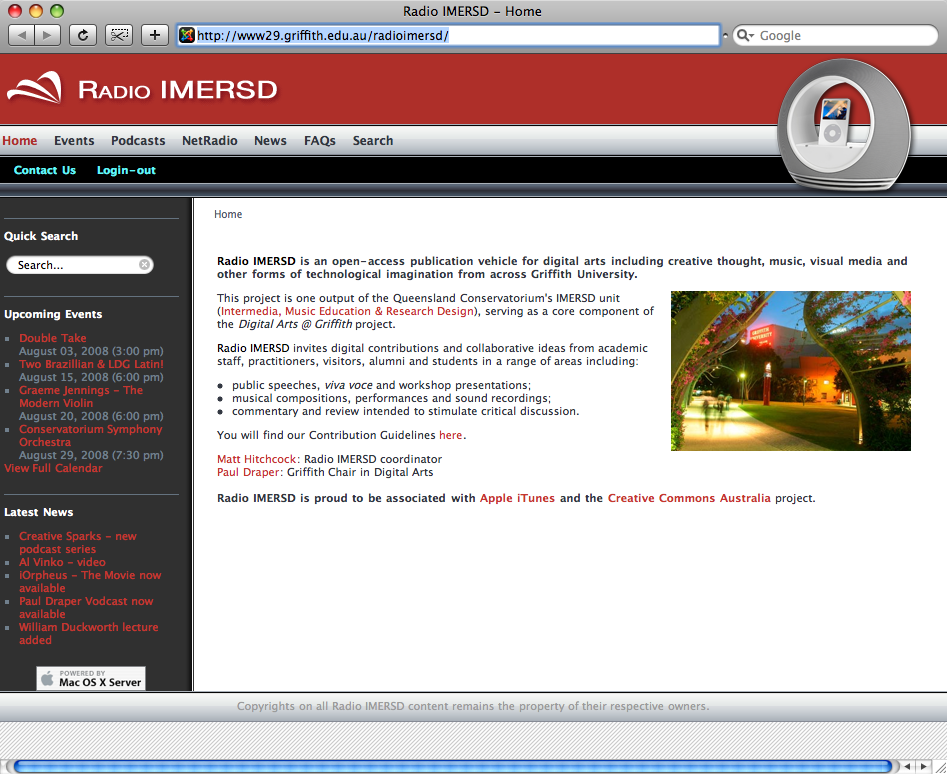 Radio IMERSD - Home
http://www29.griffith.edu.au/radioimersd/
Google
RADIO IMERSD
Home Events Podcasts NetRadio News FAQs Search
Contact Us Login-out
Home
Quick Search
Search...
Upcoming Events
Double Take
August 03, 2008 (3:00 pm)
Two Brazillian & LDG Latin!
August 15, 2008 (6:00 pm)
Graeme Jennings - The
Modern Violin
August 20, 2008 (6:00 pm)
Conservatorium Symphony
Orchestra
August 29, 2008 (7:30 pm)
View Full Calendar
Latest News
Creative Sparks - new
podcast series
Al Vinko - video
iOrpheus - The Movie now
available
Paul Draper Vodcast now
available
William Duckworth lecture
added
POWERED BY
Mac OS X Server
Radio IMERSD is an open-access publication vehicle for digital arts including creative thought, music, visual media and
other forms of technological imagination from across Griffith University.
This project is one output of the Queensland Conservatorium's IMERSD unit
(Intermedia, Music Education & Research Design), serving as a core component of
the Digital Arts @ Griffith project.
GRIFFITH
UNIVERSITY
Radio IMERSD invites digital contributions and collaborative ideas from academic
staff, practitioners, visitors, alumni and students in a range of areas including:
• public speeches, viva voce and workshop presentations;
• musical compositions, performances and sound recordings;
• commentary and review intended to stimulate critical discussion.
You will find our Contribution Guidelines here.
Matt Hitchcock: Radio IMERSD coordinator
Paul Draper: Griffith Chair in Digital Arts
Radio IMERSD is proud to be associated with Apple iTunes and the Creative Commons Australia project.
Copyrights on all Radio IMERSD content remains the property of their respective owners.